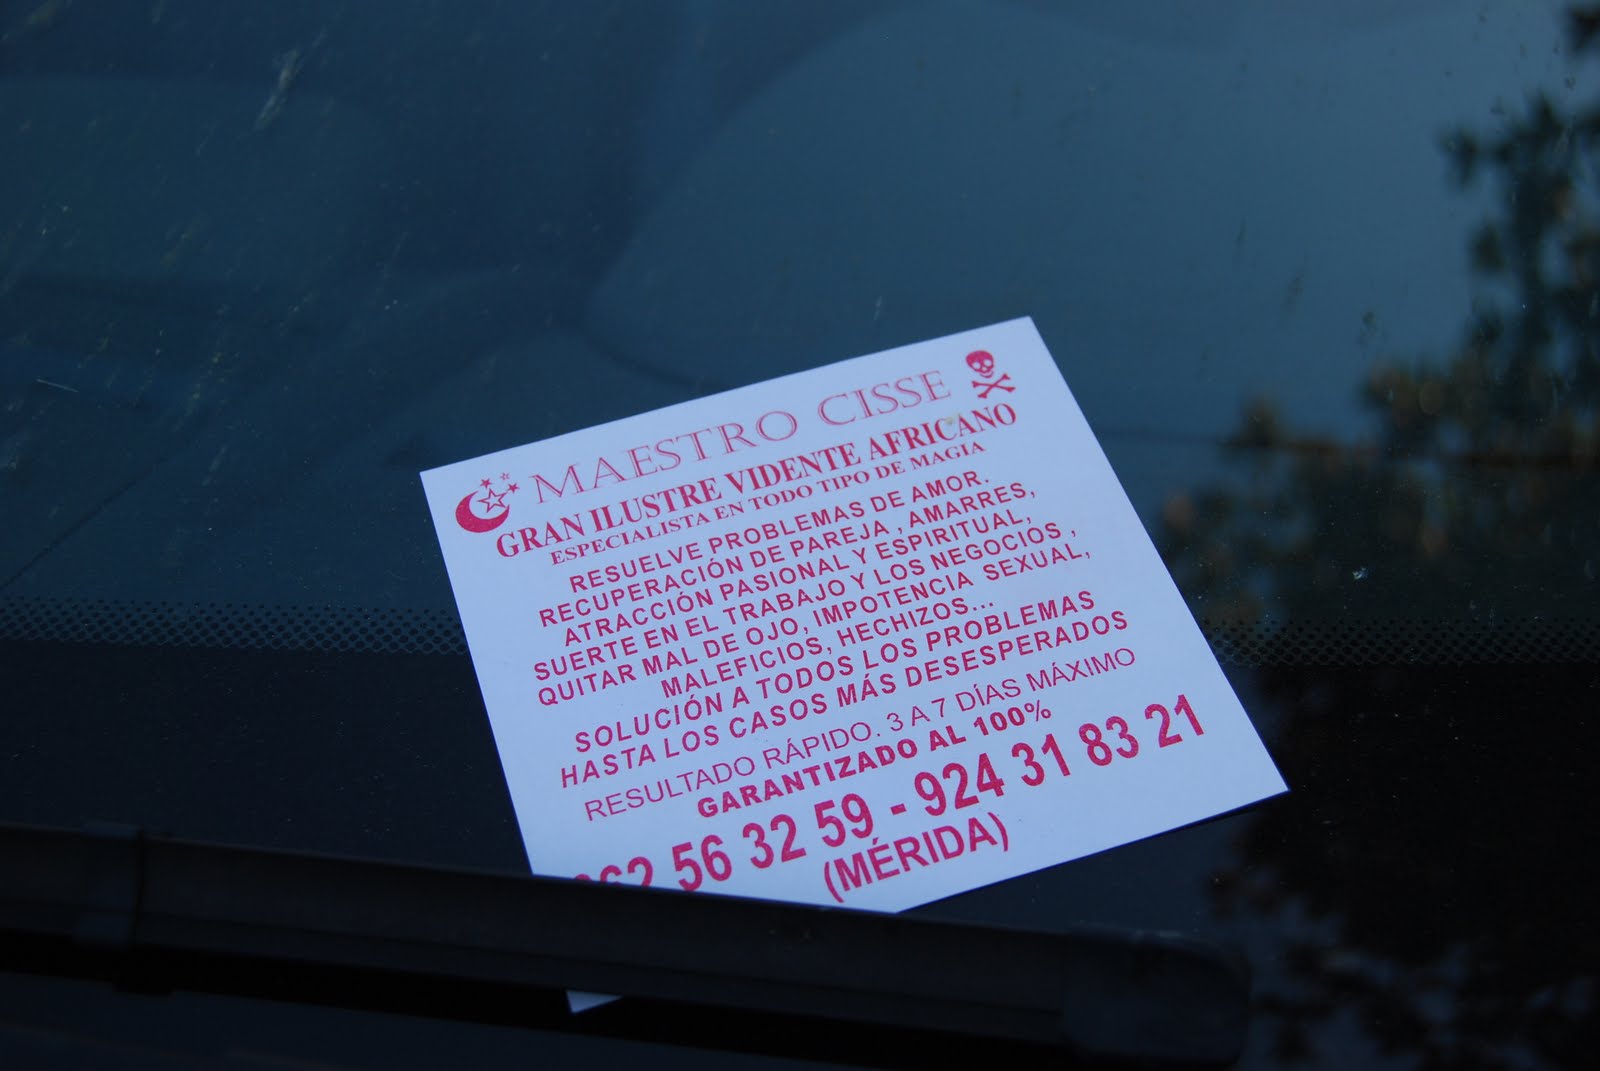 MAESTRO CISSE
GRAN ILUSTRE VIDENTE AFRICANO
ESPECIALISTA EN TODO TIPO DE MAGIA
RESUELVE PROBLEMAS DE AMOR.
RECUPERACIÓN DE PAREJA , AMARRES,
ATRACCIÓN PASIONAL Y ESPIRITUAL,
SUERTE EN EL TRABAJO Y LOS NEGOCIOS ,
QUITAR MAL DE OJO, IMPOTENCIA SEXUAL,
MALEFICIOS, HECHIZOS...
SOLUCIÓN A TODOS LOS PROBLEMAS
HASTA LOS CASOS MÁS DESESPERADOS
RESULTADO RÁPIDO. 3 A 7 DÍAS MÁXIMO
GARANTIZADO AL 100%
56 32 59 - 924 31 83 21
(MÉRIDA)